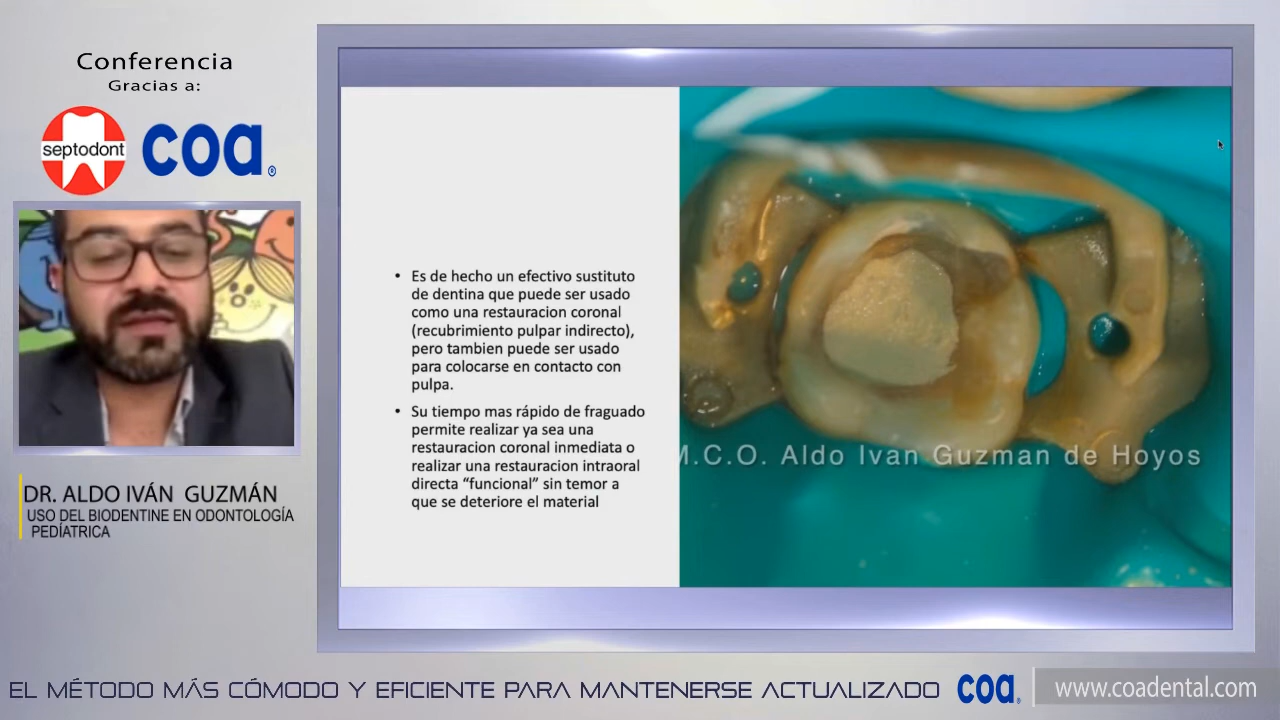 Conferencia
Gracias a:
septodont
coa®
DR. ALDO IVÁN GUZMÁN
USO DEL BIODENTINE EN ODONTOLOGÍA
PEDÍATRICA
• Es de hecho un efectivo sustituto
de dentina que puede ser usado
como una restauracion coronal
(recubrimiento pulpar indirecto),
pero tambien puede ser usado
para colocarse en contacto con
pulpa.
• Su tiempo mas rápido de fraguado
permite realizar ya sea una
restauracion coronal inmediata o
realizar una restauracion intraoral
directa “funcional” sin temor a
que se deteriore el material
M.C.O. Aldo Ivan Guzman de Hoyos
EL MÉTODO MÁS CÓMODO Y EFICIENTE PARA MANTENERSE ACTUALIZADO
coa®
www.coadental.com